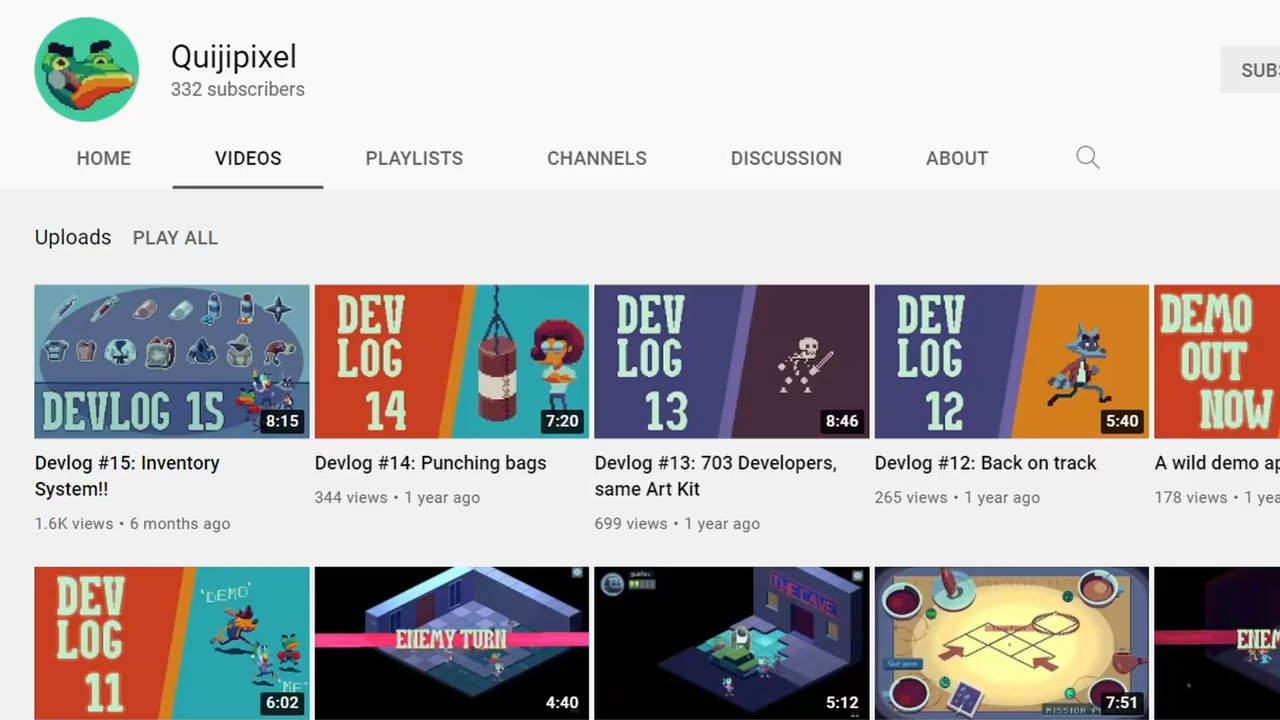 Quijipixel
332 subscribers
SUBS
HOME VIDEOS PLAYLISTS CHANNELS DISCUSSION ABOUT
Uploads PLAY ALL
DEVLOG 15
8:15
DEV
LOG
14
7:20
DEV
LOG
13
8:46
DEV
LOG
12
5:40
DEMO
OUT
NOW
Devlog #15: Inventory
System!!
1.6K views • 6 months ago
Devlog #14: Punching bags
344 views • 1 year ago
Devlog #13: 703 Developers,
same Art Kit
699 views • 1 year ago
Devlog #12: Back on track
265 views • 1 year ago
A wild demo ap
178 views • 1 yea
DEV
LOG
11
'DEMO'
'ME'
6:02
ENEMY TURN
4:40
THE CAVE
5:12
Quit game
7:51
ENEM